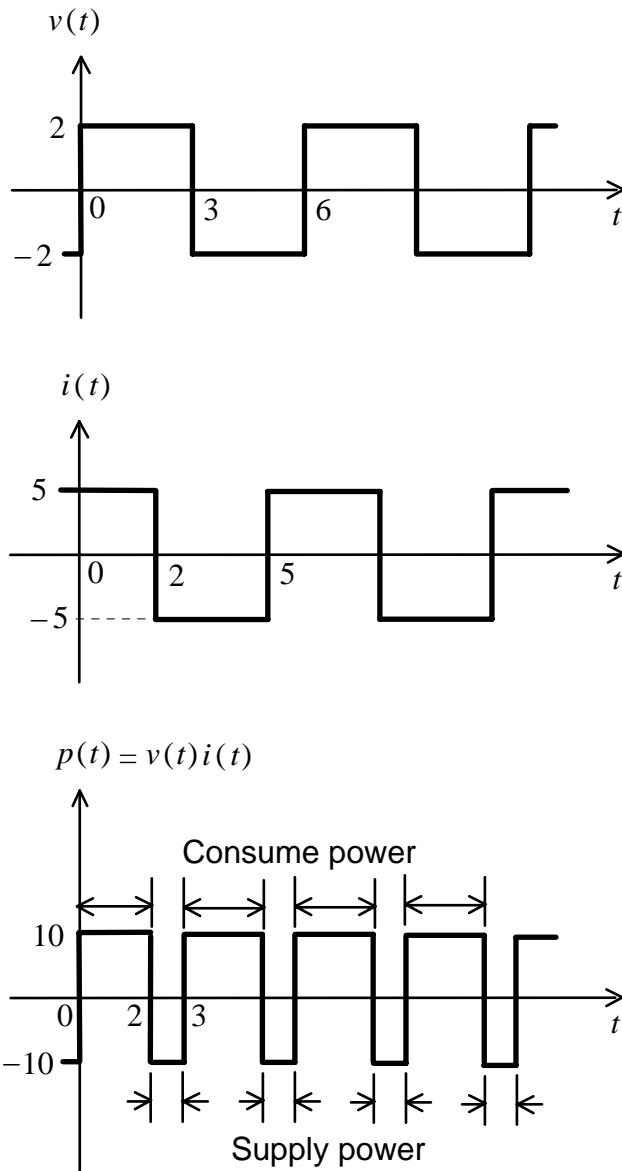 v(t)
2
0 3 6
t
−2
i(t)
5
0 2 5
t
−5
p(t) = v(t)i(t)
Consume power
10
0 2 3
t
−10
Supply power